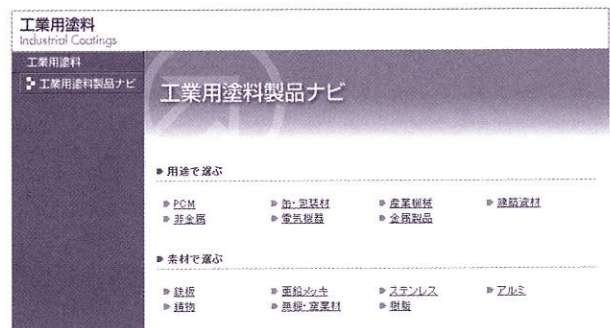 工業用塗料
Industrial Coatings
工業用塗料
工業用塗料製品ナビ
工業用塗料製品ナビ
用途で選ぶ
PCM 缶・包装材 産業機械 建築資材
非金属 電気機器 金属製品
素材で選ぶ
鉄板 亜鉛メッキ ステンレス アルミ
鋳物 無機・窯業材 樹脂